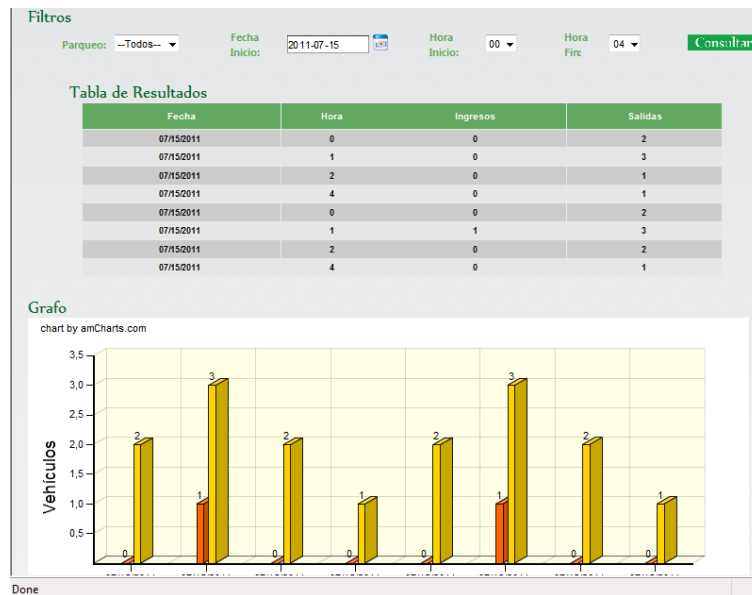 Filtros
Parqueo: --Todos-- Fecha Inicio: 2011-07-15 Hora Inicio: 00 Hora Fin: 04 Consultar
Tabla de Resultados
Fecha Hora Ingresos Salidas
07/15/2011 0 0 2
07/15/2011 1 0 3
07/15/2011 2 0 1
07/15/2011 4 0 1
07/15/2011 0 0 2
07/15/2011 1 1 3
07/15/2011 2 0 2
07/15/2011 4 0 1
Grafo
chart by amCharts.com
3,5
3,0
2,5
2,0
1,5
1,0
0,5
Vehículos
2 3 2 1 2 3 2 1
0 1 0 0 0 1 0 0
Done